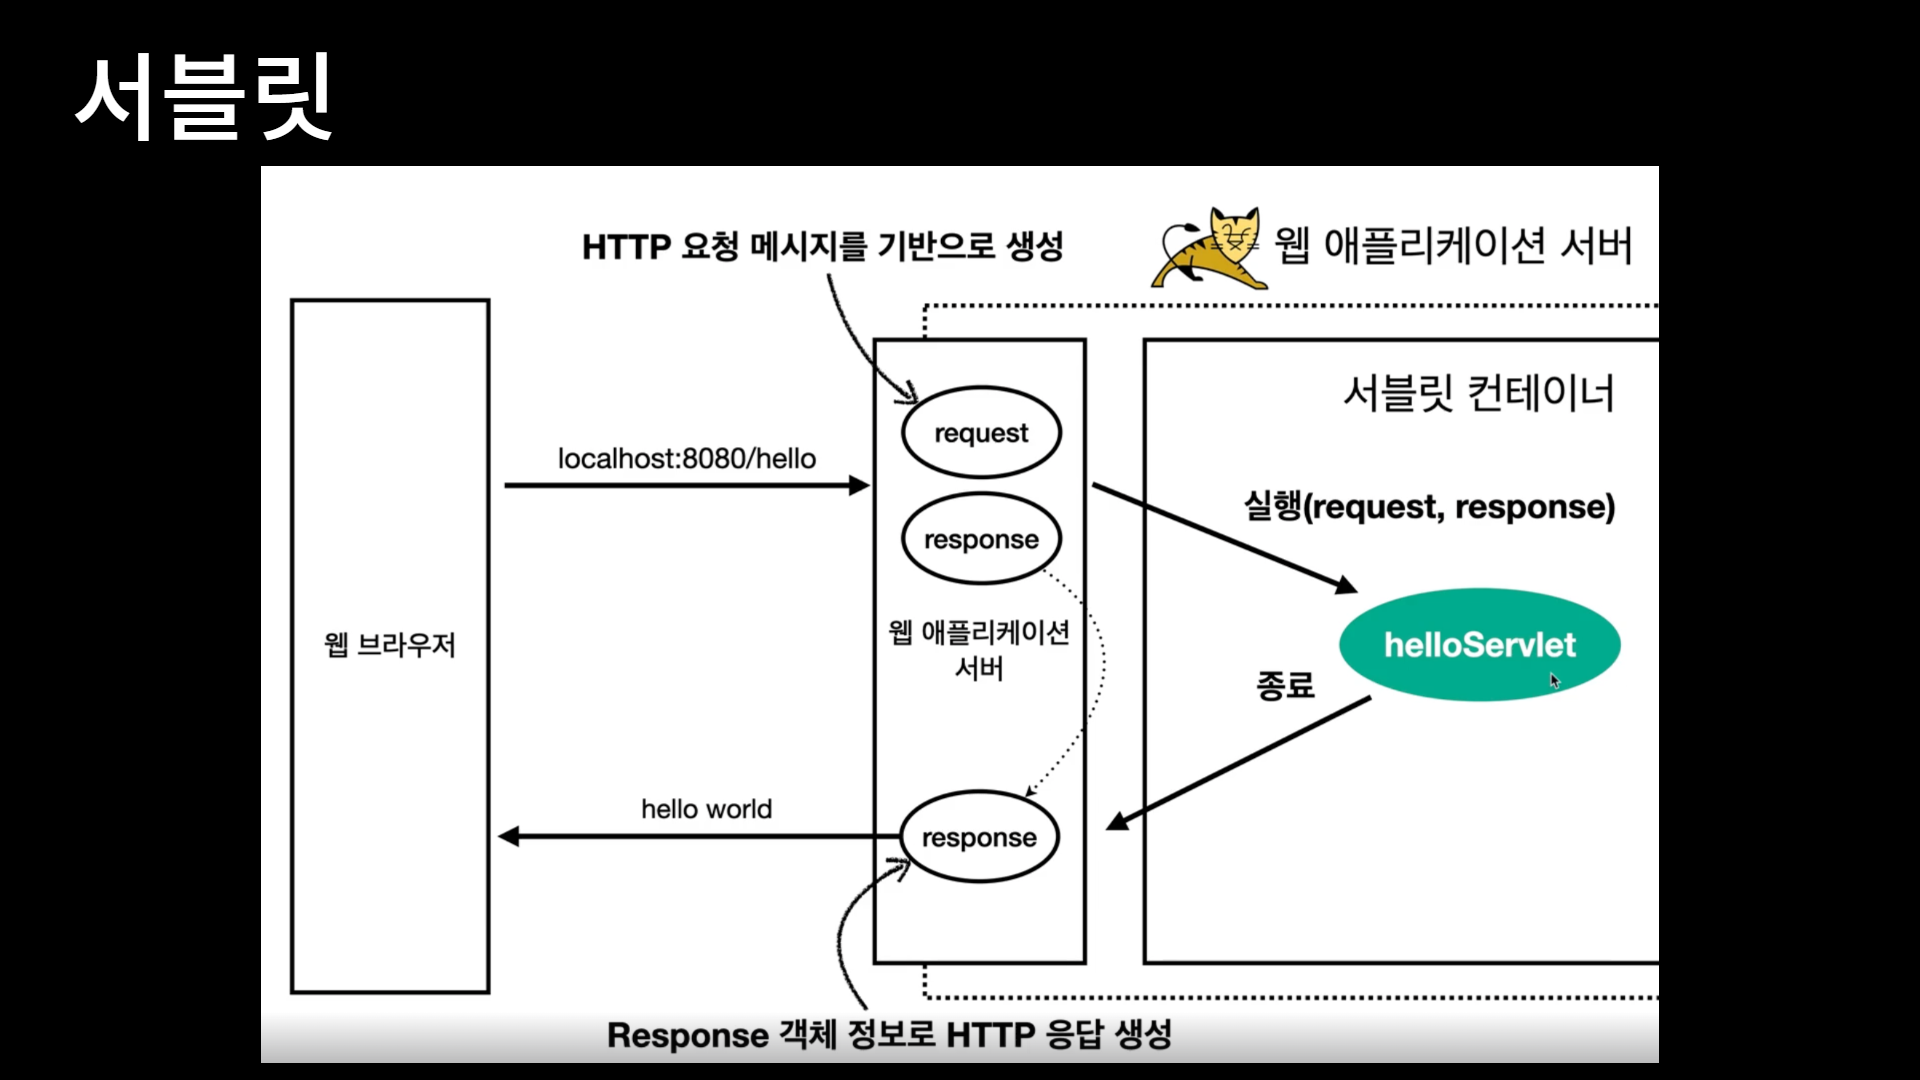 서블릿
HTTP 요청 메시지를 기반으로 생성
웹 애플리케이션 서버
서블릿 컨테이너
request
localhost:8080/hello
실행(request, response)
response
웹 브라우저
웹 애플리케이션
서버
helloServlet
종료
hello world
response
Response 객체 정보로 HTTP 응답 생성